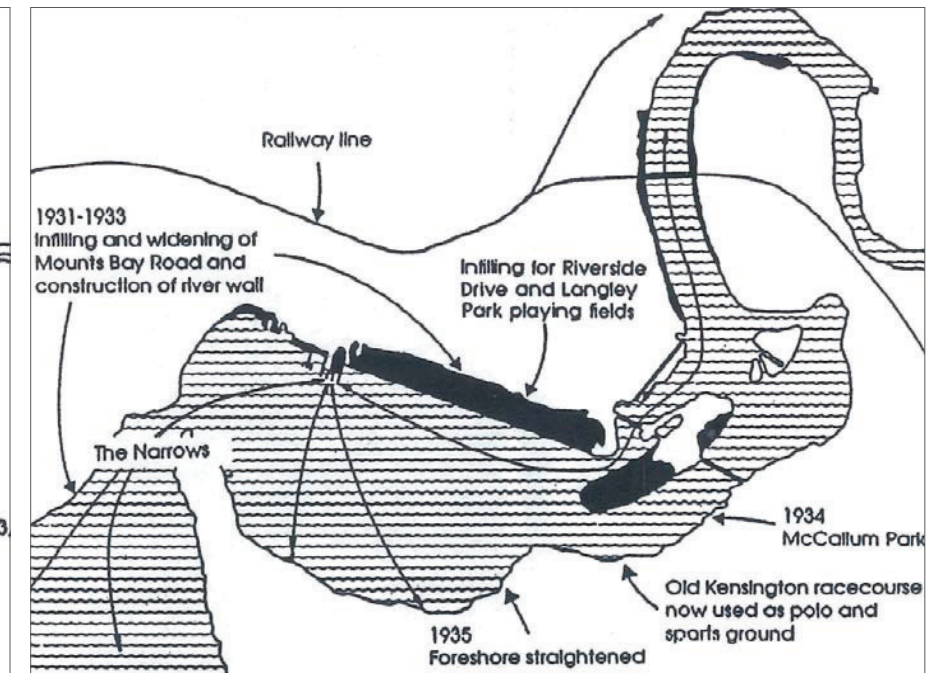 Railway line
1931-1933
Infilling and widening of
Mounts Bay Road and
construction of river wall
Infilling for Riverside
Drive and Langley
Park playing fields
The Narrows
3,
1934
McCallum Park
Old Kensington racecourse
now used as polo and
sports ground
1935
Foreshore straightened